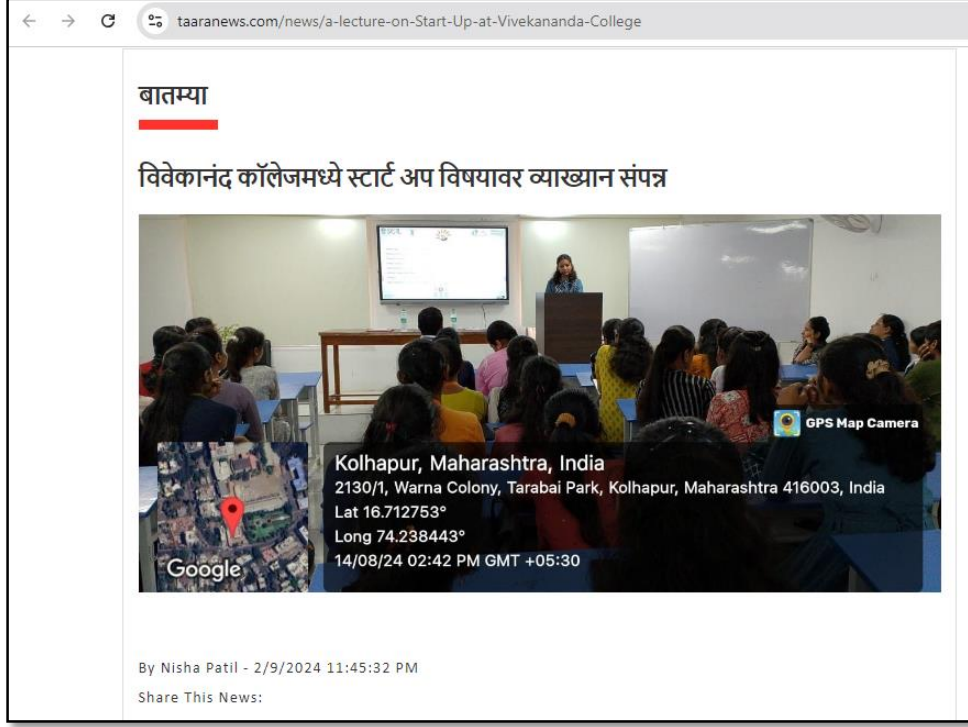 taaranews.com/news/a-lecture-on-Start-Up-at-Vivekananda-College
बातम्या
विवेकानंद कॉलेजमध्ये स्टार्ट अप विषयावर व्याख्यान संपन्न
GPS Map Camera
Kolhapur, Maharashtra, India
2130/1, Warna Colony, Tarabai Park, Kolhapur, Maharashtra 416003, India
Lat 16.712753°
Long 74.238443°
14/08/24 02:42 PM GMT +05:30
Google
By Nisha Patil - 2/9/2024 11:45:32 PM
Share This News: